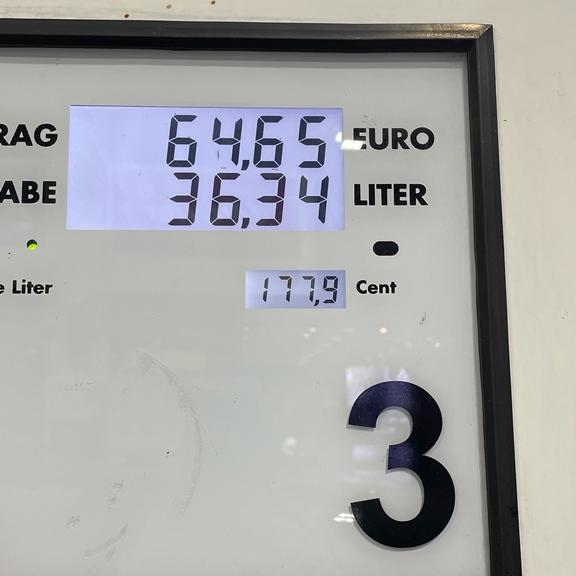 RAG 64,65 EURO
ABE 36,34 LITER
e Liter 177,9 Cent
3